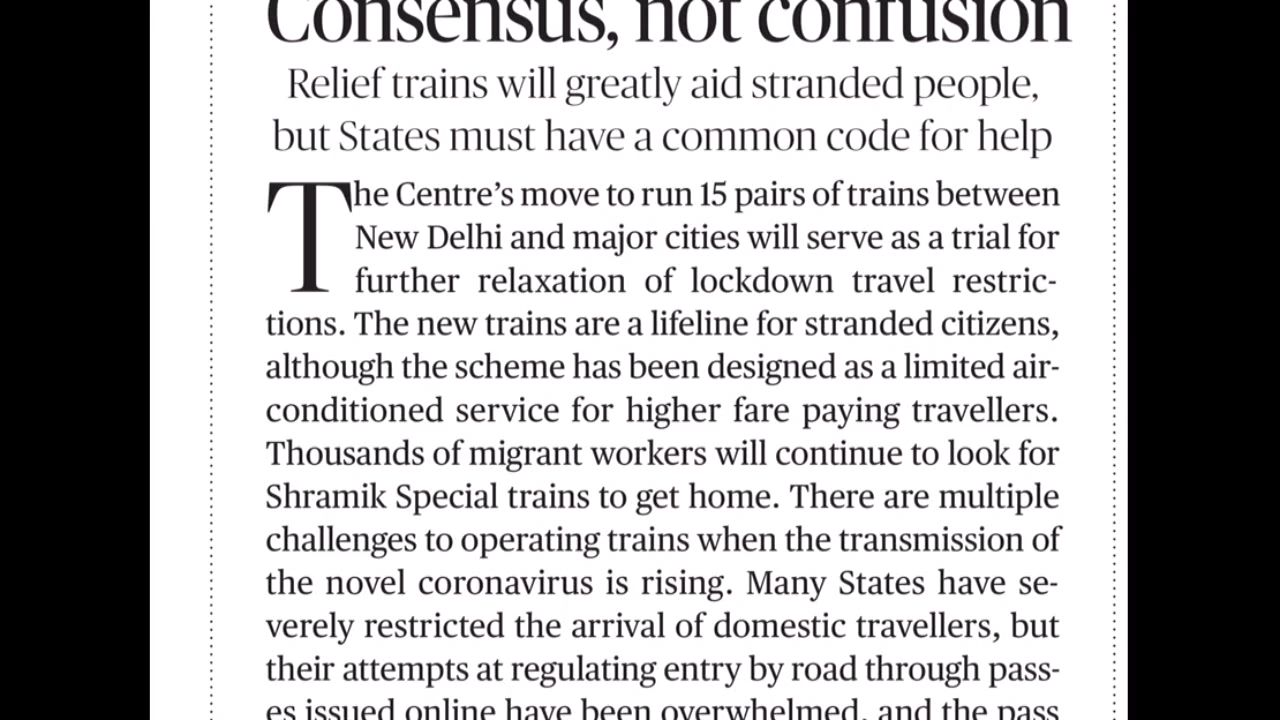 Consensus, not confusion
Relief trains will greatly aid stranded people,
but States must have a common code for help
The Centre's move to run 15 pairs of trains between
New Delhi and major cities will serve as a trial for
further relaxation of lockdown travel restric-
tions. The new trains are a lifeline for stranded citizens,
although the scheme has been designed as a limited air-
conditioned service for higher fare paying travellers.
Thousands of migrant workers will continue to look for
Shramik Special trains to get home. There are multiple
challenges to operating trains when the transmission of
the novel coronavirus is rising. Many States have se-
verely restricted the arrival of domestic travellers, but
their attempts at regulating entry by road through pass-
es issued online have been overwhelmed, and the pass